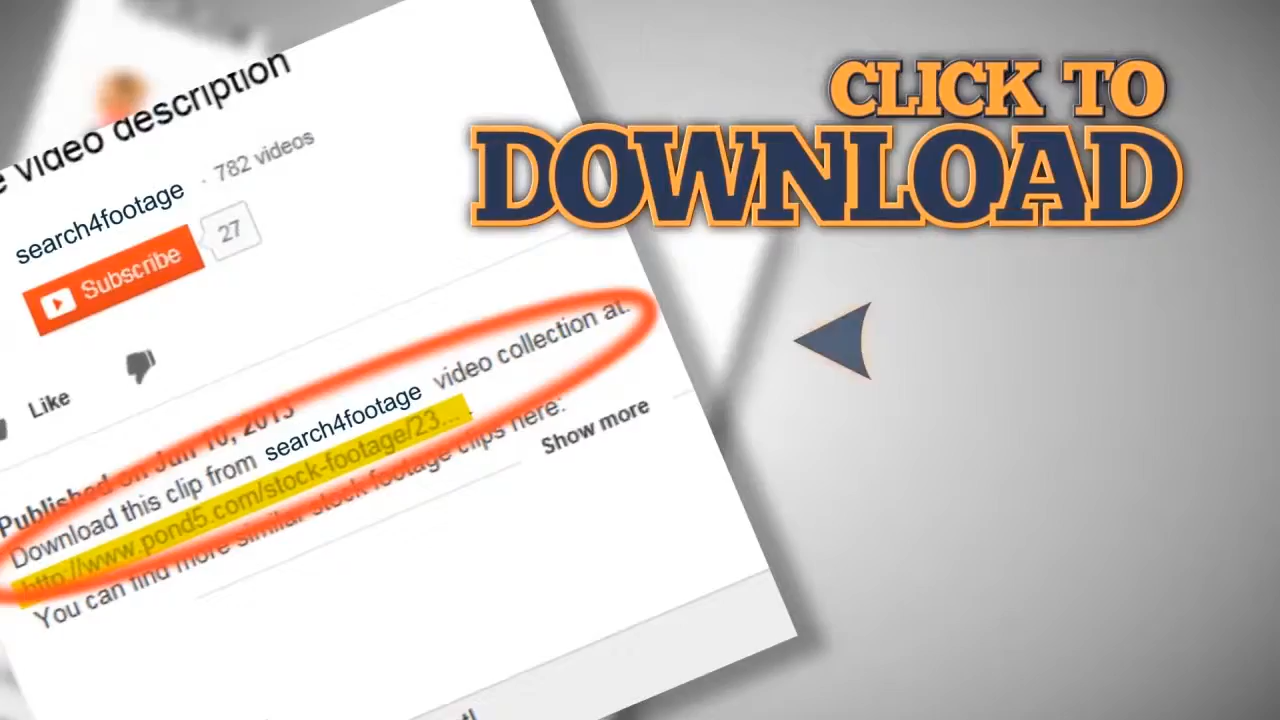 CLICK TO
DOWNLOAD
video description
search4footage · 782 videos
Subscribe 27
Like
Published on Jun 10, 2013
Download this clip from search4footage video collection at:
http://www.pond5.com/stock-footage/23... .
You can find more similar stock footage clips here:
Show more